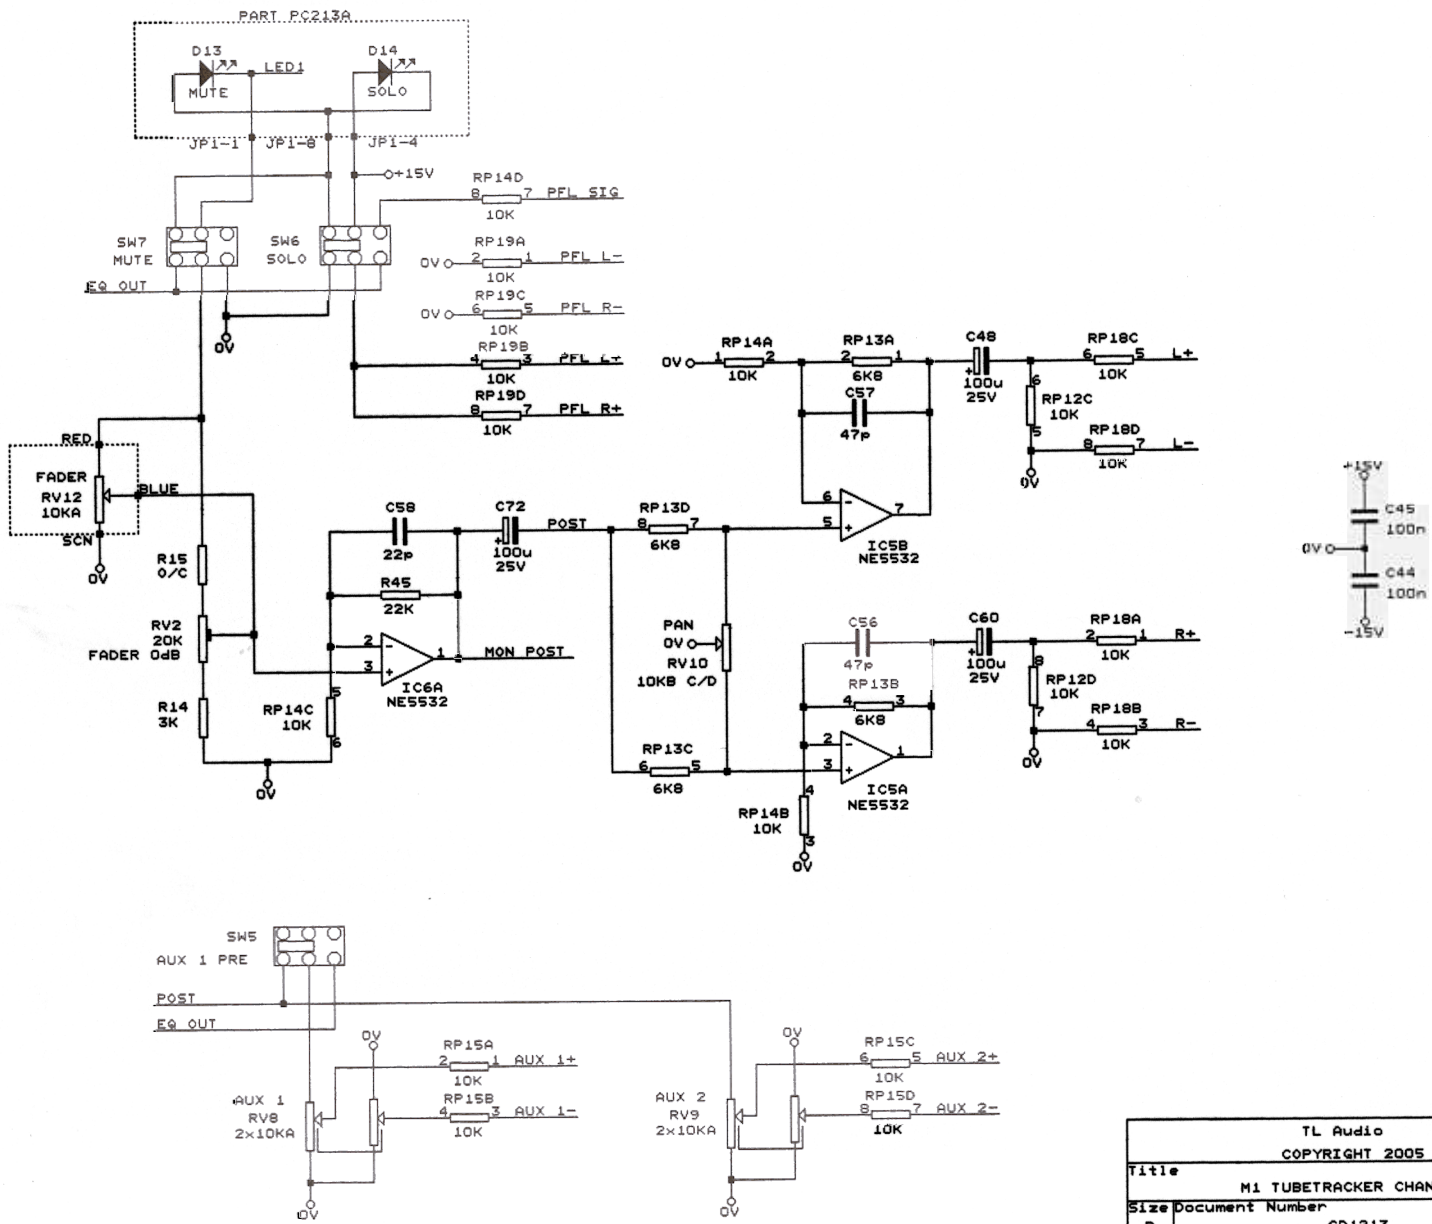 PART PC213A
D13
MUTE
LED1
D14
SOLO
JP1-1
JP1-8
JP1-4
+15V
RP14D
8 7
10K
PFL SIG
SW7
MUTE
SW6
SOLO
RP19A
0V 2 1
10K
PFL L-
EQ OUT
RP19C
0V 6 5
10K
PFL R-
0V
RP19B
4 3
10K
PFL L+
RP19D
8 7
10K
PFL R+
RED
FADER
RV12
10KA
BLUE
SCN
0V
R15
O/C
RV2
20K
FADER 0dB
R14
3K
0V
C58
22p
R45
22K
2
3
1
IC6A
NE5532
MON POST
5
RP14C
10K
6
C72
+
100u
25V
POST
RP13D
8 7
6K8
PAN
0V
RV10
10KB C/D
RP13C
6 5
6K8
RP14A
0V 1 2
10K
RP13A
2 1
6K8
C57
47p
6
5
7
IC5B
NE5532
C48
+
100u
25V
6
RP12C
10K
5
0V
RP18C
6 5
10K
L+
RP18D
8 7
10K
L-
C56
47p
RP13B
4 3
6K8
2
3
1
IC5A
NE5532
4
RP14B
10K
3
0V
C60
+
100u
25V
8
RP12D
10K
7
0V
RP18A
2 1
10K
R+
RP18B
4 3
10K
R-
+15V
C45
100n
0V
C44
100n
-15V
SW5
AUX 1 PRE
POST
EQ OUT
0V
RP15A
2 1
10K
AUX 1+
AUX 1
RV8
2x10KA
RP15B
4 3
10K
AUX 1-
0V
0V
RP15C
6 5
10K
AUX 2+
AUX 2
RV9
2x10KA
RP15D
8 7
10K
AUX 2-
0V
TL Audio
COPYRIGHT 2005
Title
M1 TUBETRACKER CHAN
Size Document Number